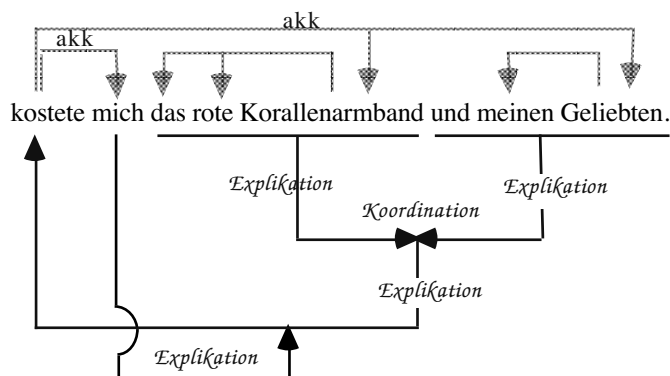 akk
akk
kostete mich das rote Korallenarmband und meinen Geliebten.
Explikation
Explikation
Koordination
Explikation
Explikation